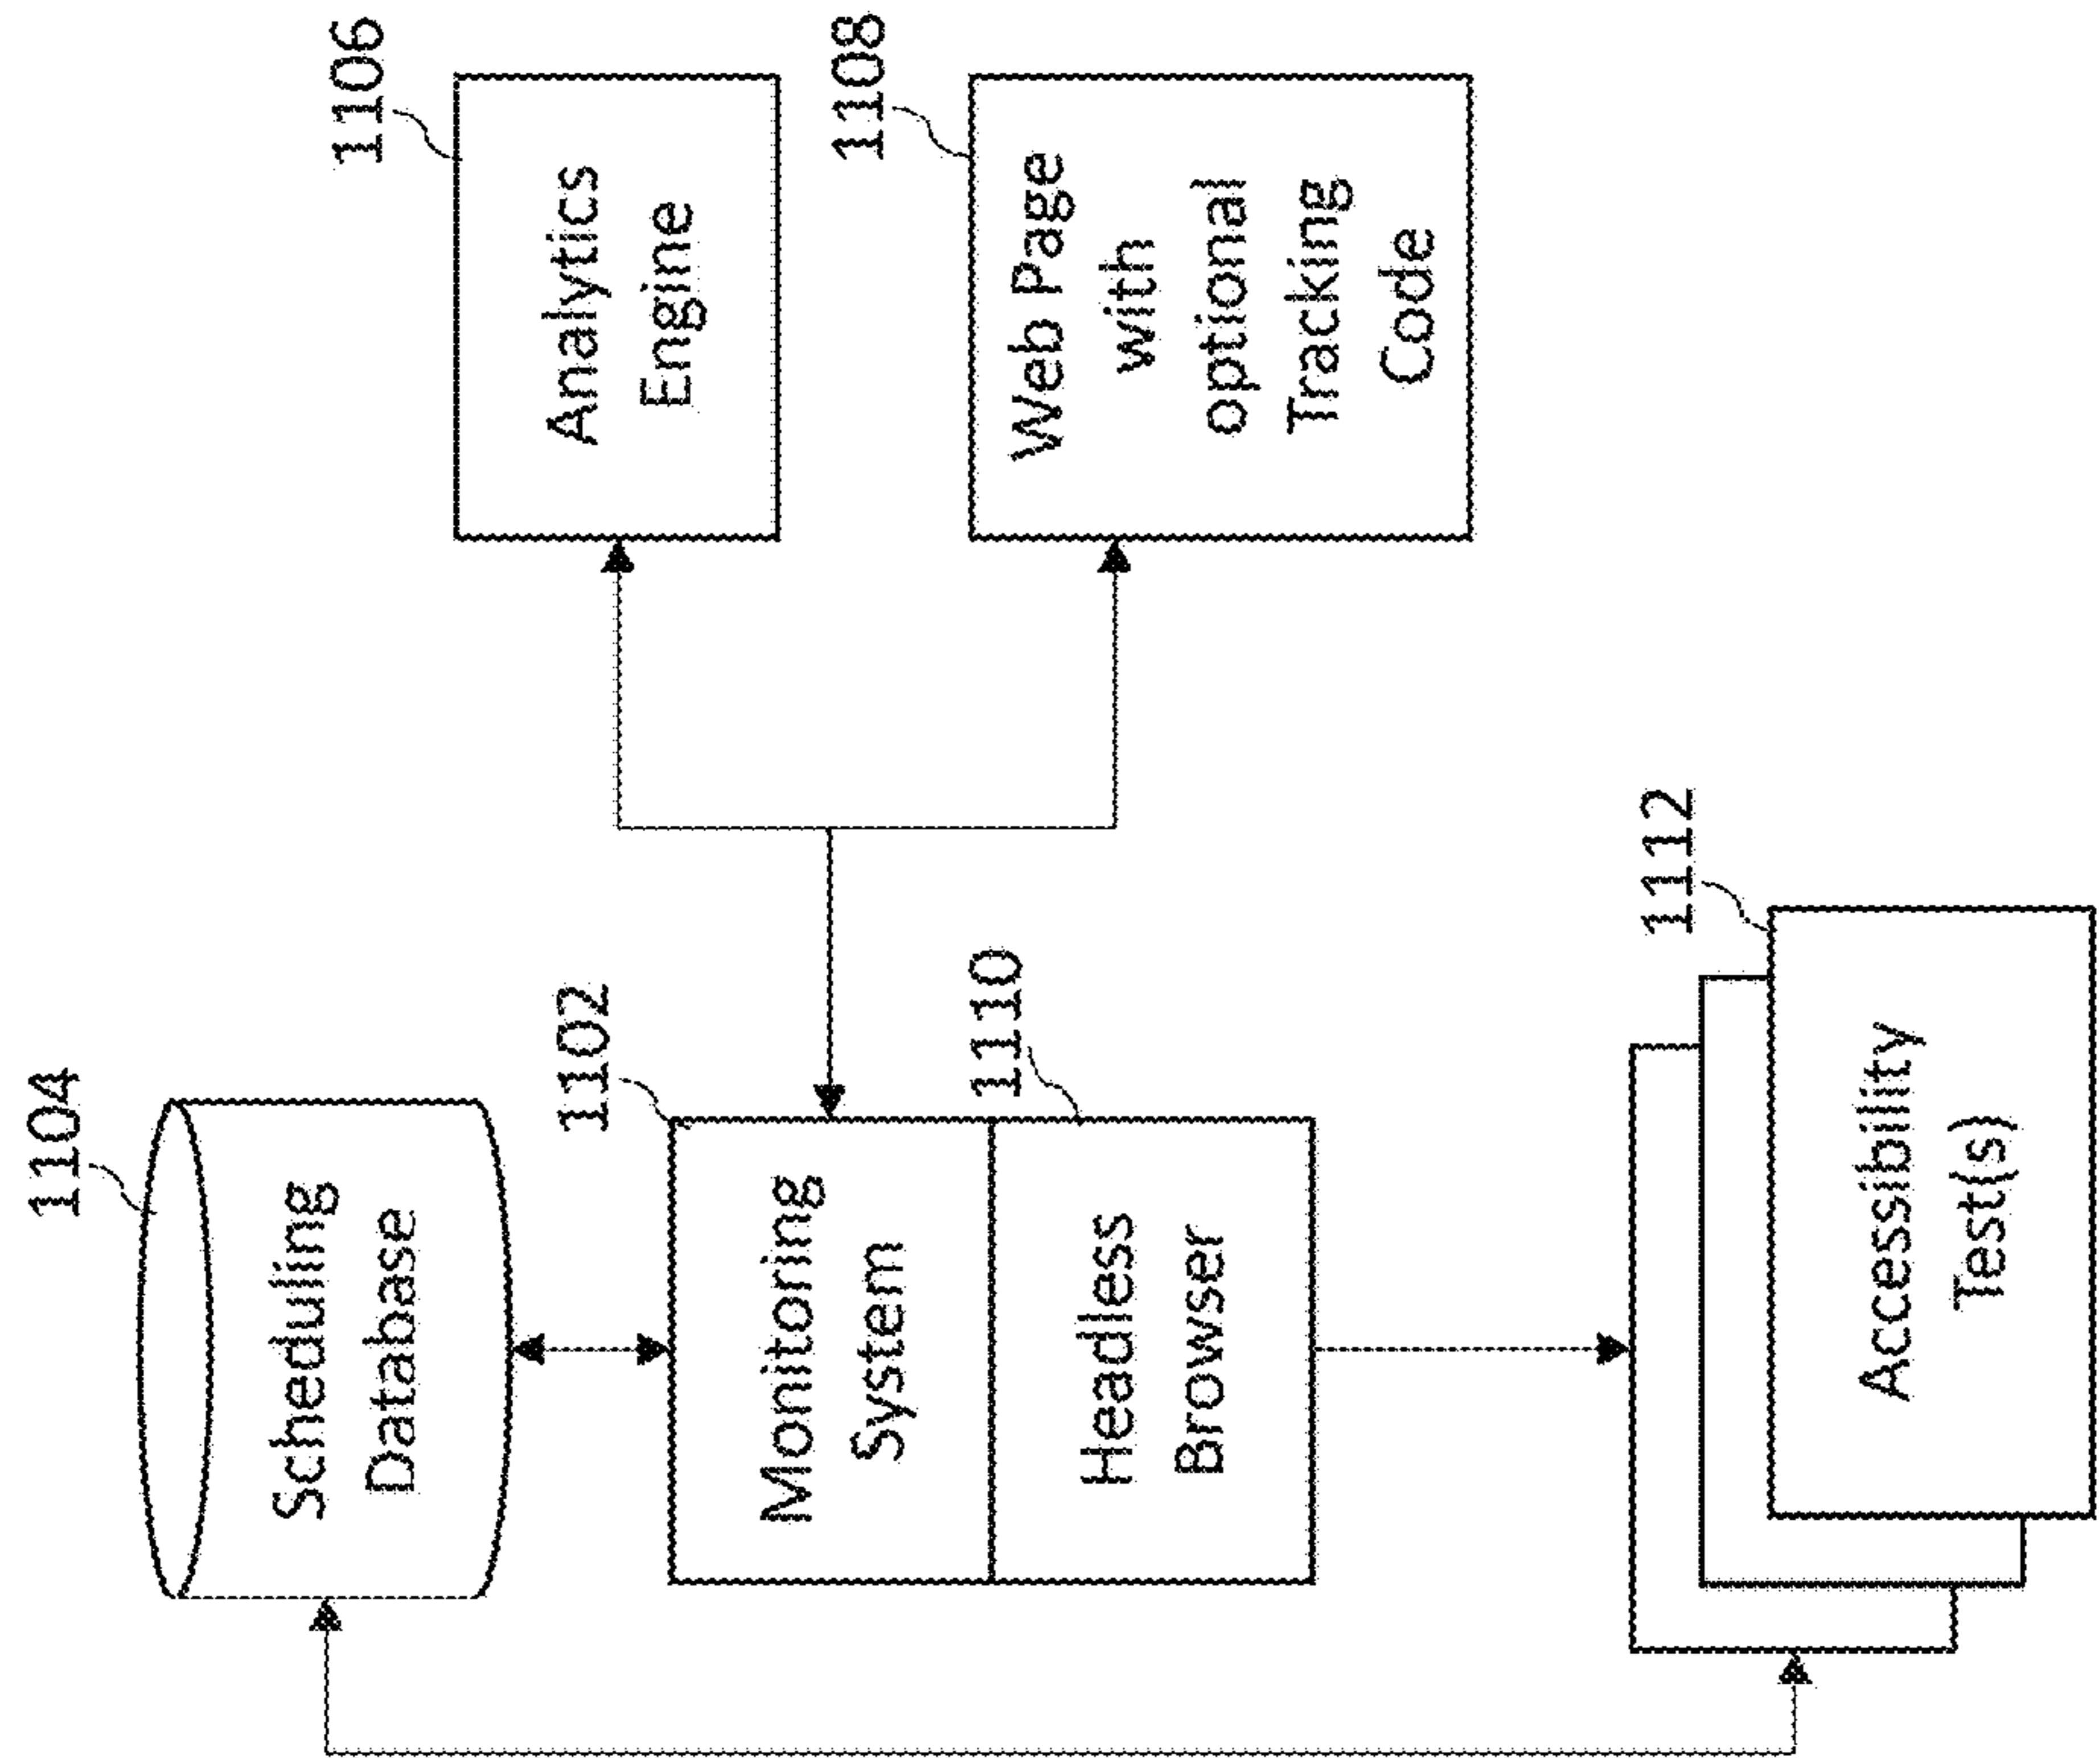 1104
Scheduling
Database
1102
Monitoring
System
1110
Headless
Browser
1112
Accessibility
Test(s)
1106
Analytics
Engine
1108
Web Page
with
optional
Tracking
Code